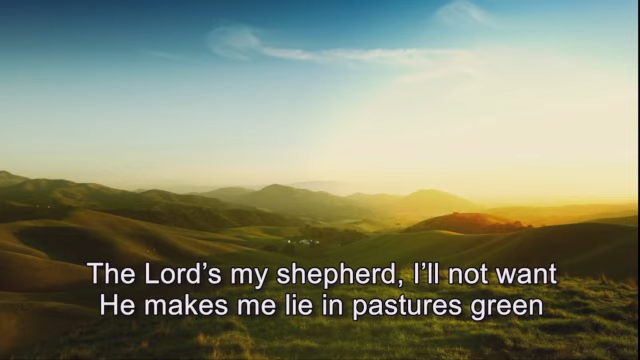 The Lord’s my shepherd, I’ll not want
He makes me lie in pastures green